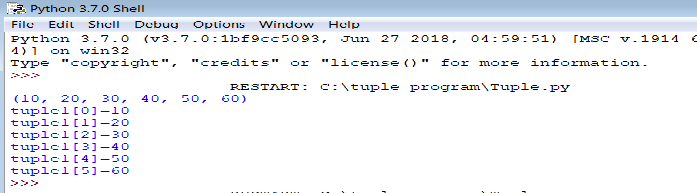 Python 3.7.0 Shell
File Edit Shell Debug Options Window Help
Python 3.7.0 (v3.7.0:1bf9cc5093, Jun 27 2018, 04:59:51) [MSC v.1914 6
4)] on win32
Type "copyright", "credits" or "license()" for more information.
>>>
RESTART: C:\tuple program\Tuple.py
(10, 20, 30, 40, 50, 60)
tuple1[0]=10
tuple1[1]=20
tuple1[2]=30
tuple1[3]=40
tuple1[4]=50
tuple1[5]=60
>>>